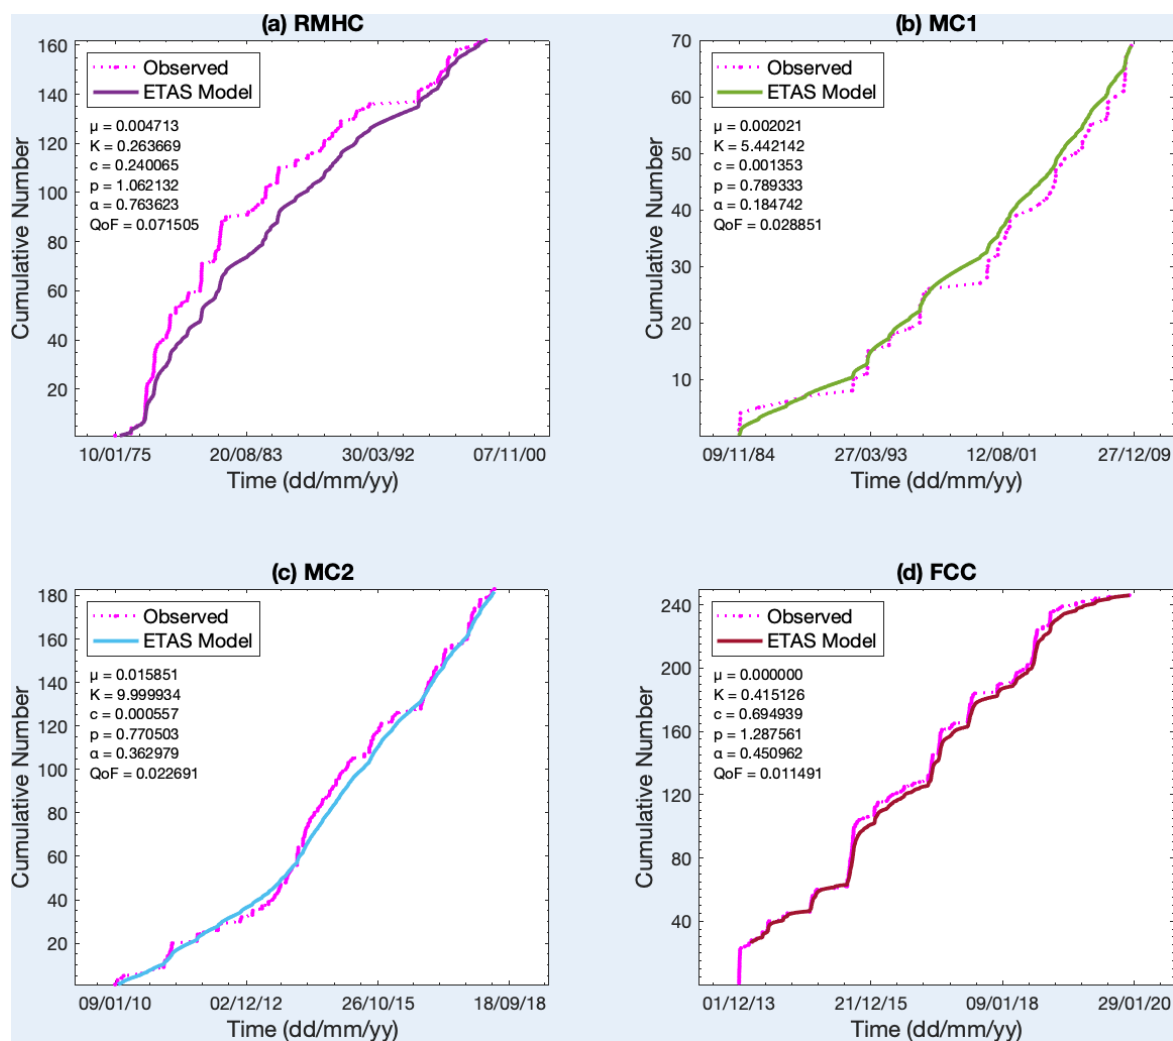 (a) RMHC
Observed
ETAS Model
μ = 0.004713
K = 0.263669
c = 0.240065
p = 1.062132
α = 0.763623
QoF = 0.071505
160
140
120
100
80
60
40
20
Cumulative Number
10/01/75 20/08/83 30/03/92 07/11/00
Time (dd/mm/yy)
(b) MC1
Observed
ETAS Model
μ = 0.002021
K = 5.442142
c = 0.001353
p = 0.789333
α = 0.184742
QoF = 0.028851
70
60
50
40
30
20
10
Cumulative Number
09/11/84 27/03/93 12/08/01 27/12/09
Time (dd/mm/yy)
(c) MC2
Observed
ETAS Model
μ = 0.015851
K = 9.999934
c = 0.000557
p = 0.770503
α = 0.362979
QoF = 0.022691
180
160
140
120
100
80
60
40
20
Cumulative Number
09/01/10 02/12/12 26/10/15 18/09/18
Time (dd/mm/yy)
(d) FCC
Observed
ETAS Model
μ = 0.000000
K = 0.415126
c = 0.694939
p = 1.287561
α = 0.450962
QoF = 0.011491
240
200
160
120
80
40
Cumulative Number
01/12/13 21/12/15 09/01/18 29/01/20
Time (dd/mm/yy)